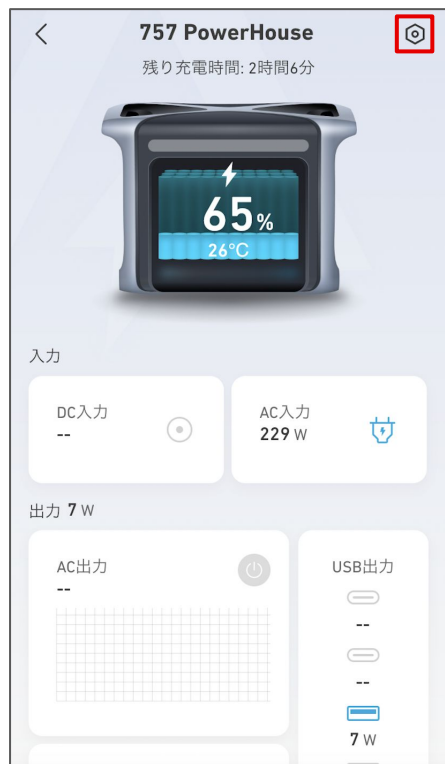 757 PowerHouse
残り充電時間: 2時間6分
65%
26°C
入力
DC入力
--
AC入力
229 W
出力 7 W
AC出力
--
USB出力
--
--
7 W